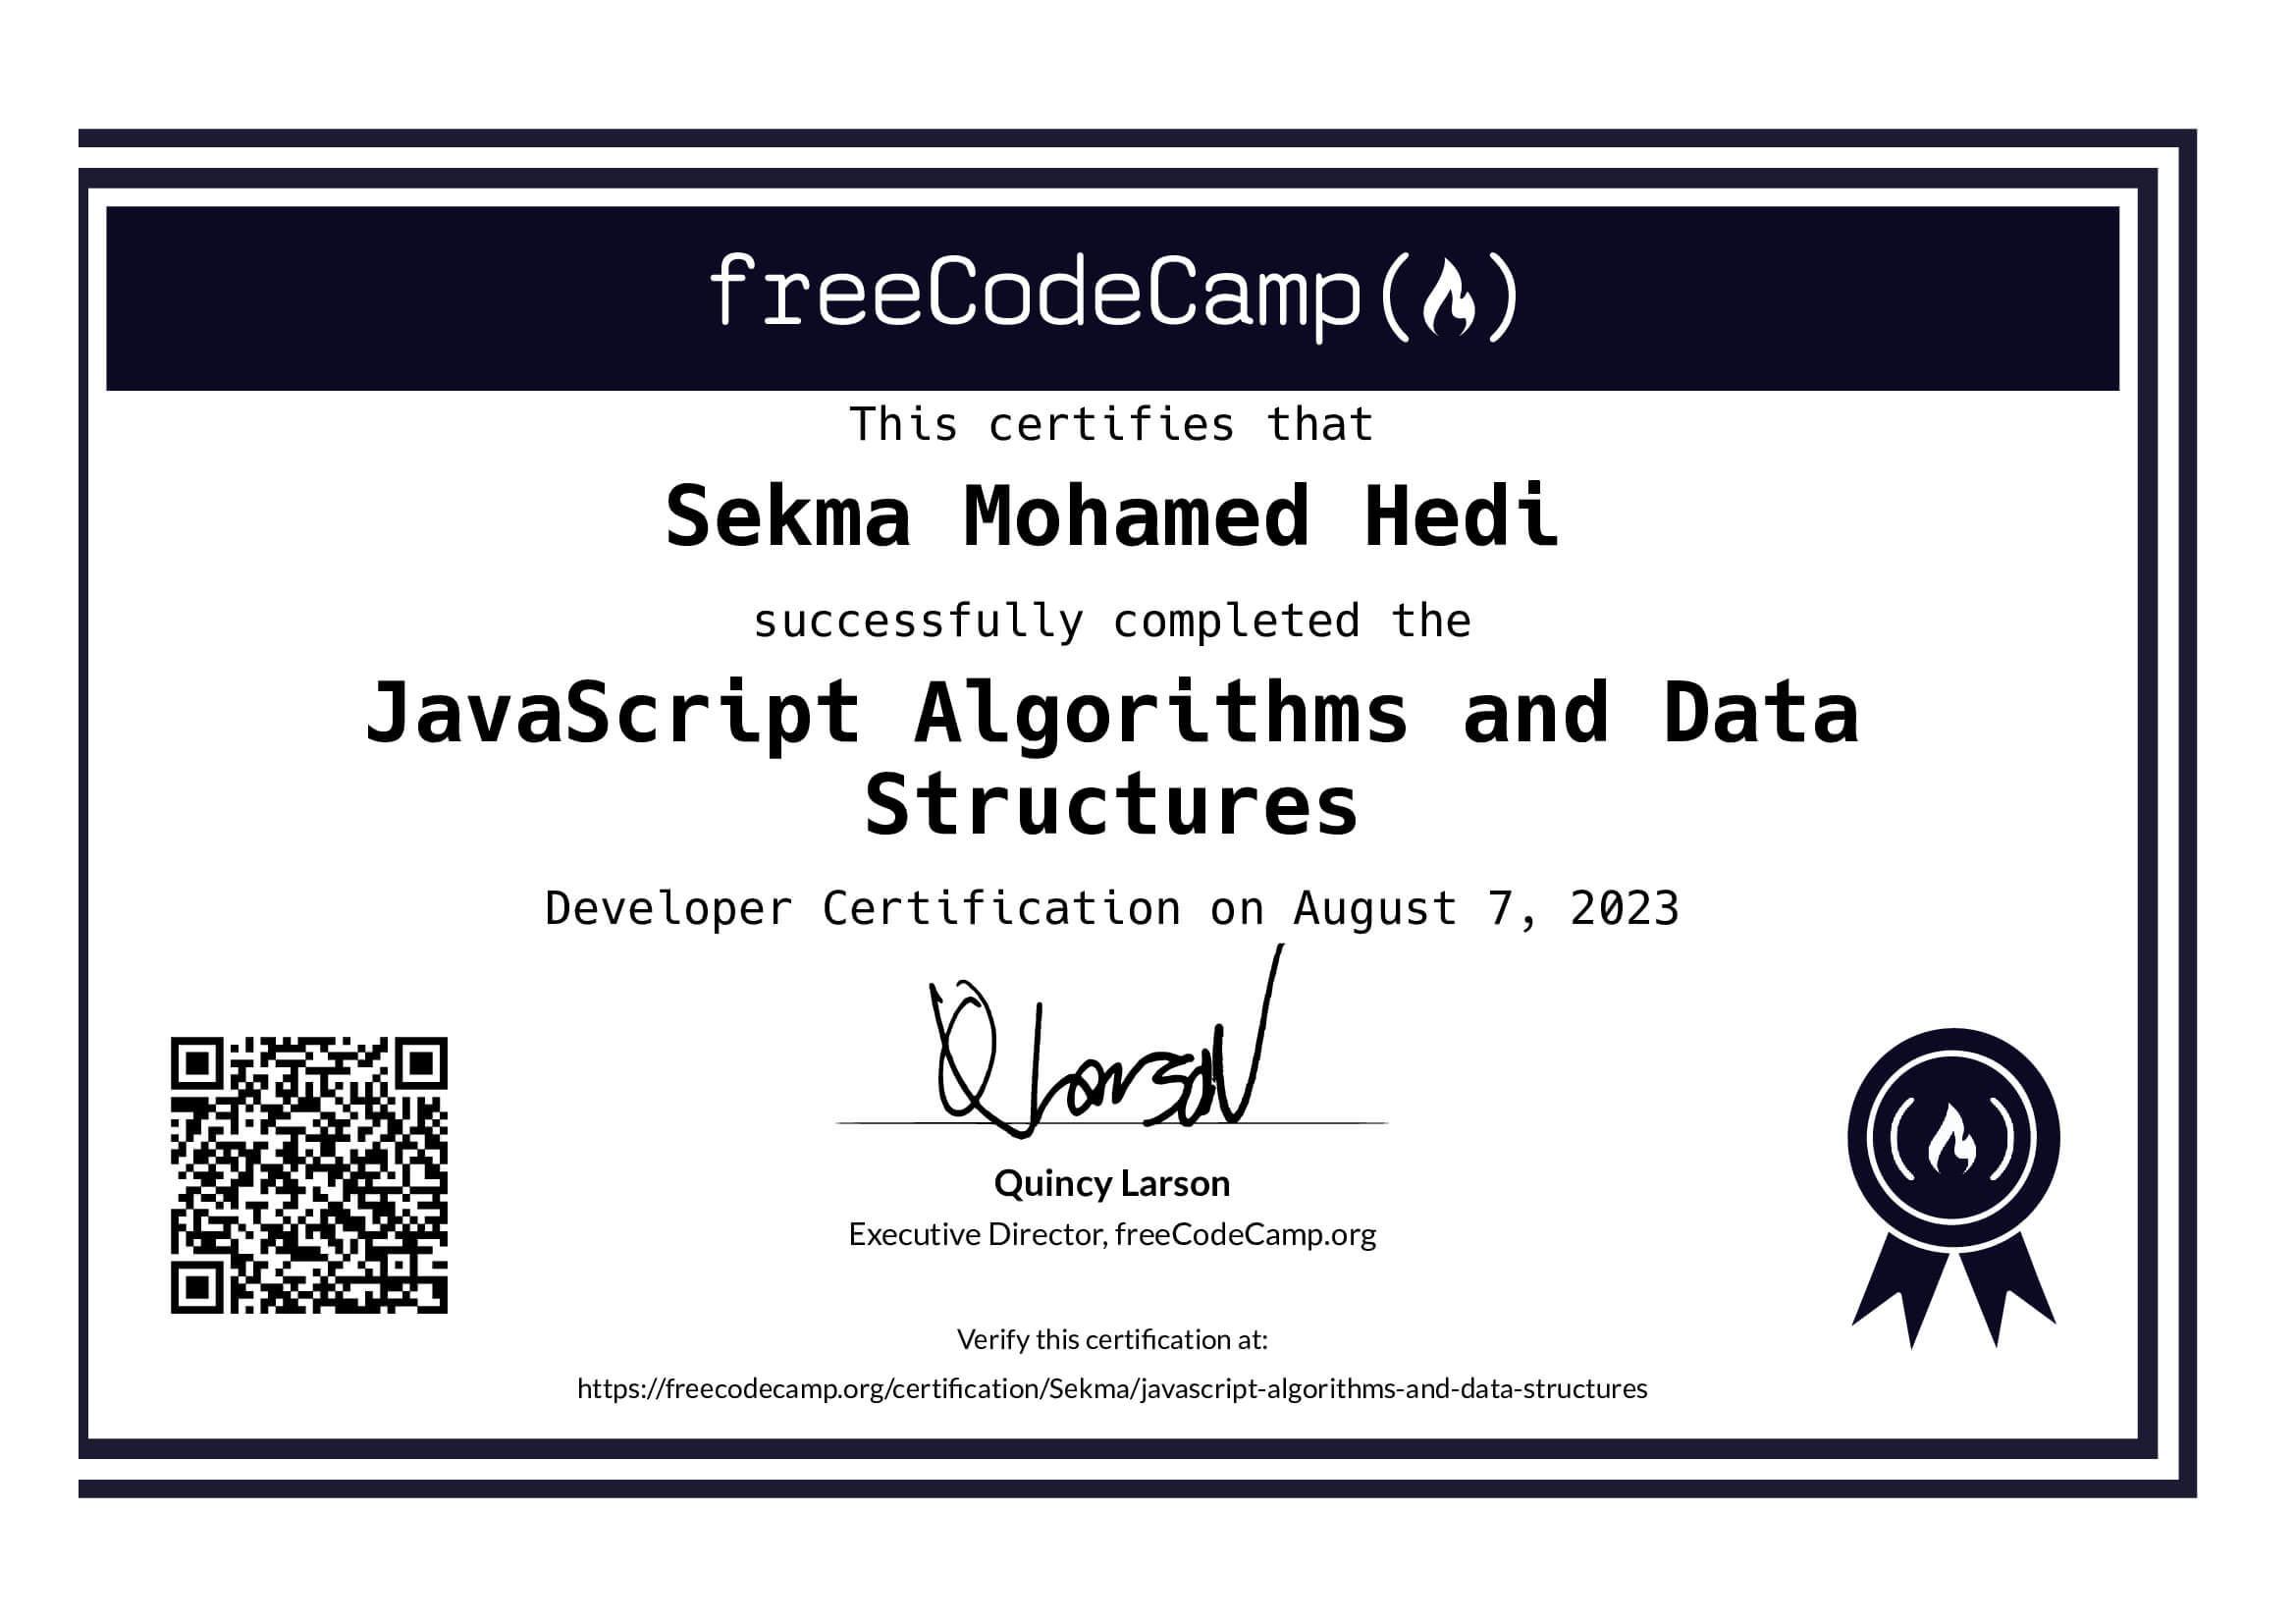 freeCodeCamp
This certifies that
Sekma Mohamed Hedi
successfully completed the
JavaScript Algorithms and Data
Structures
Developer Certification on August 7, 2023
QLarson
Quincy Larson
Executive Director, freeCodeCamp.org
Verify this certification at:
https://freecodecamp.org/certification/Sekma/javascript-algorithms-and-data-structures